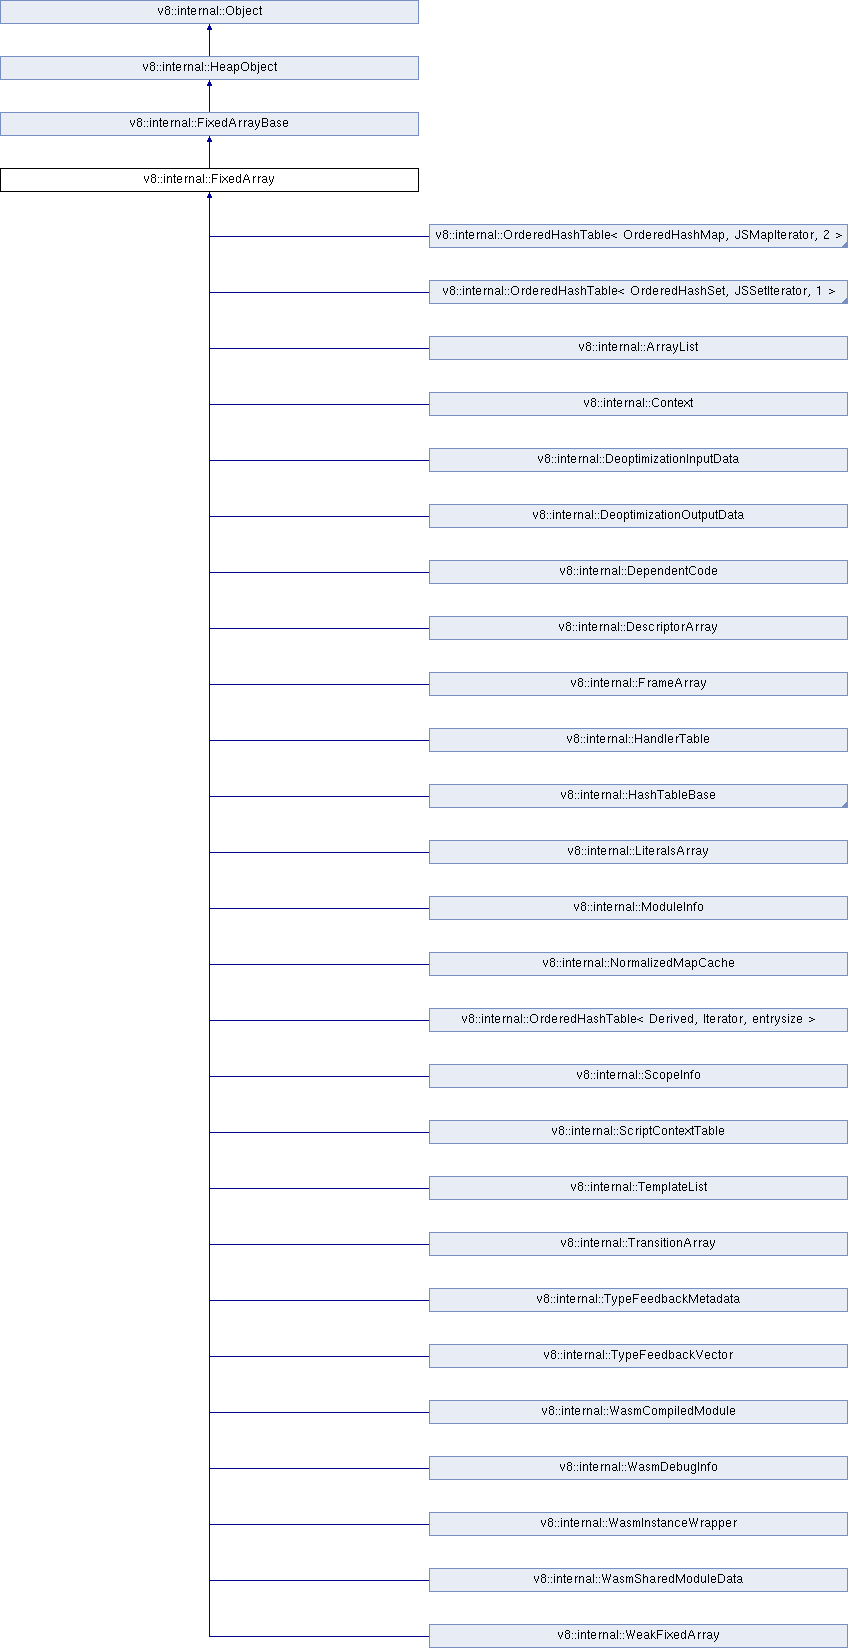 v8::internal::Object
v8::internal::HeapObject
v8::internal::FixedArrayBase
v8::internal::FixedArray
v8::internal::OrderedHashTable< OrderedHashMap, JSMapIterator, 2 >
v8::internal::OrderedHashTable< OrderedHashSet, JSSetIterator, 1 >
v8::internal::ArrayList
v8::internal::Context
v8::internal::DeoptimizationInputData
v8::internal::DeoptimizationOutputData
v8::internal::DependentCode
v8::internal::DescriptorArray
v8::internal::FrameArray
v8::internal::HandlerTable
v8::internal::HashTableBase
v8::internal::LiteralsArray
v8::internal::ModuleInfo
v8::internal::NormalizedMapCache
v8::internal::OrderedHashTable< Derived, Iterator, entrysize >
v8::internal::ScopeInfo
v8::internal::ScriptContextTable
v8::internal::TemplateList
v8::internal::TransitionArray
v8::internal::TypeFeedbackMetadata
v8::internal::TypeFeedbackVector
v8::internal::WasmCompiledModule
v8::internal::WasmDebugInfo
v8::internal::WasmInstanceWrapper
v8::internal::WasmSharedModuleData
v8::internal::WeakFixedArray